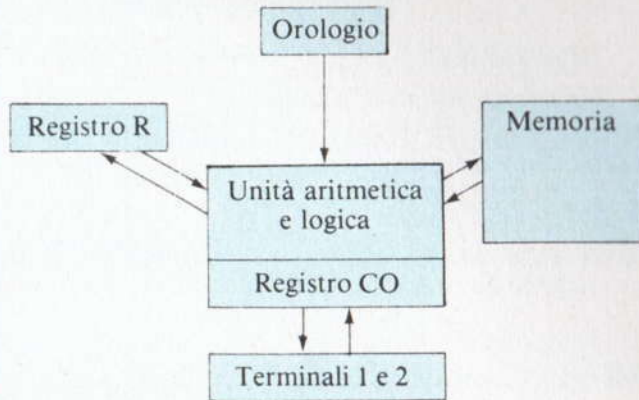 Orologio
Registro R
Memoria
Unità aritmetica
e logica
Registro CO
Terminali 1 e 2